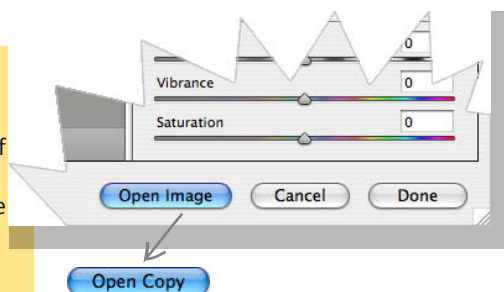 0
Vibrance 0
Saturation 0
f
e
Open Image Cancel Done
Open Copy